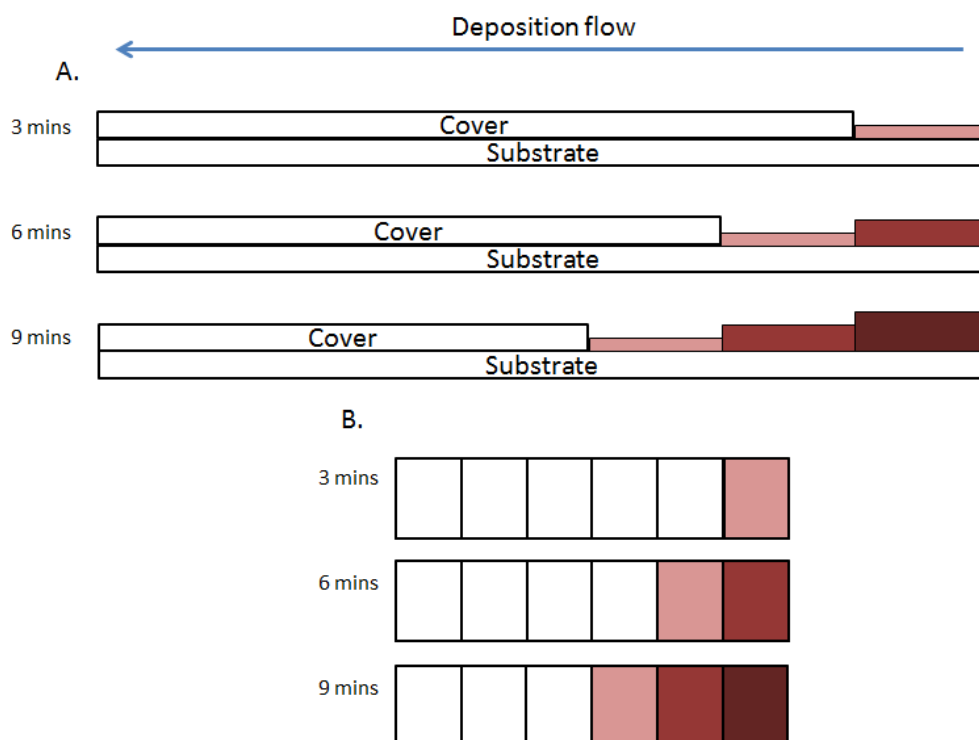 Deposition flow
A.
3 mins
Cover
Substrate
6 mins
Cover
Substrate
9 mins
Cover
Substrate
B.
3 mins
6 mins
9 mins